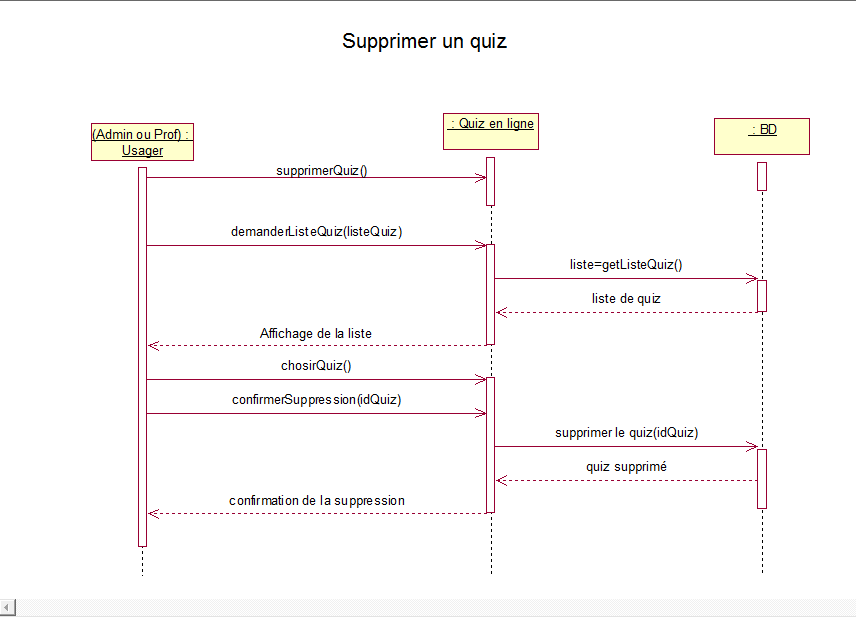 Supprimer un quiz
(Admin ou Prof) :
Usager
: Quiz en ligne
: BD
supprimerQuiz()
demanderListeQuiz(listeQuiz)
liste=getListeQuiz()
liste de quiz
Affichage de la liste
chosirQuiz()
confirmerSuppression(idQuiz)
supprimer le quiz(idQuiz)
quiz supprimé
confirmation de la suppression